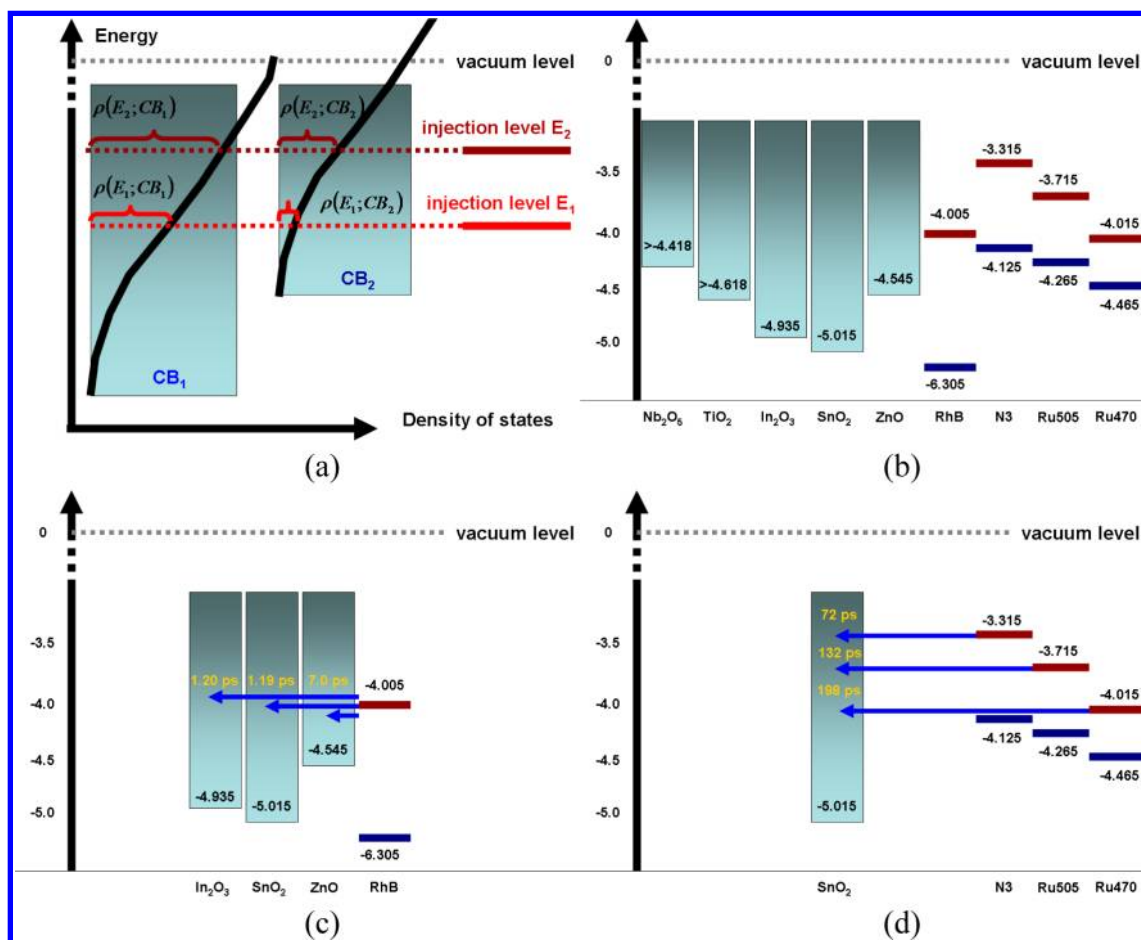 Energy
vacuum level
ρ(E₂;CB₁)
ρ(E₂;CB₂)
injection level E₂
ρ(E₁;CB₁)
ρ(E₁;CB₂)
injection level E₁
CB₂
CB₁
Density of states
(a)
0
vacuum level
-3.5
-4.0
-4.5
-5.0
>-4.418
>-4.618
-4.935
-5.015
-4.545
-4.005
-6.305
-3.315
-4.125
-3.715
-4.265
-4.015
-4.465
Nb₂O₅ TiO₂ In₂O₃ SnO₂ ZnO RhB N3 Ru505 Ru470
(b)
0
vacuum level
-3.5
-4.0
-4.5
-5.0
1.20 ps 1.19 ps 7.0 ps
-4.005
-4.545
-4.935
-5.015
-6.305
In₂O₃ SnO₂ ZnO RhB
(c)
0
vacuum level
-3.5
-4.0
-4.5
-5.0
72 ps
132 ps
198 ps
-5.015
-3.315
-3.715
-4.015
-4.125
-4.265
-4.465
SnO₂ N3 Ru505 Ru470
(d)